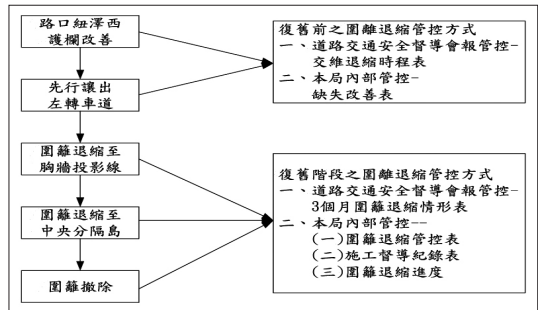 路口紐澤西
護欄改善
先行讓出
左轉車道
圍籬退縮至
胸牆投影線
圍籬退縮至
中央分隔島
圍籬撤除
復舊前之圍離退縮管控方式
一、道路交通安全督導會報管控-
交維退縮時程表
二、本局內部管控-
缺失改善表
復舊階段之圍籬退縮管控方式
一、道路交通安全督導會報管控-
3個月圍籬退縮情形表
二、本局內部管控--
(一)圍籬退縮管控表
(二)施工督導紀錄表
(三)圍籬退縮進度